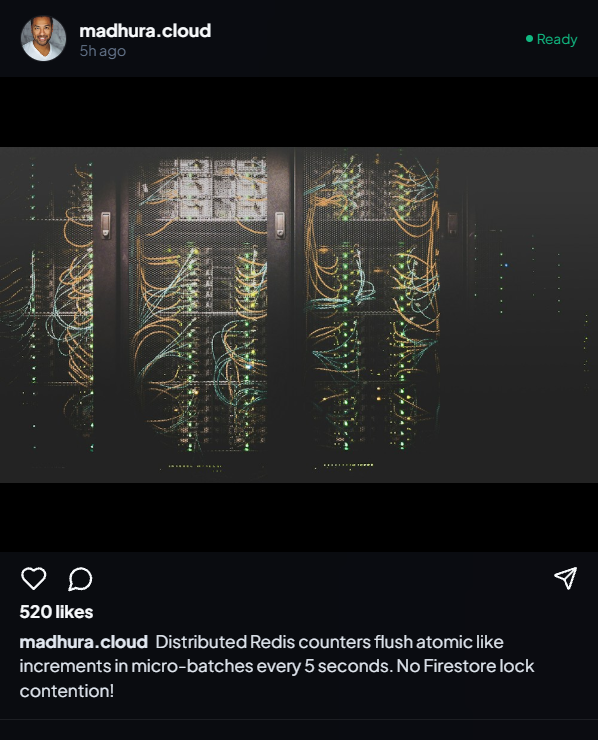 madhura.cloud
5h ago
Ready
520 likes
madhura.cloud Distributed Redis counters flush atomic like
increments in micro-batches every 5 seconds. No Firestore lock
contention!